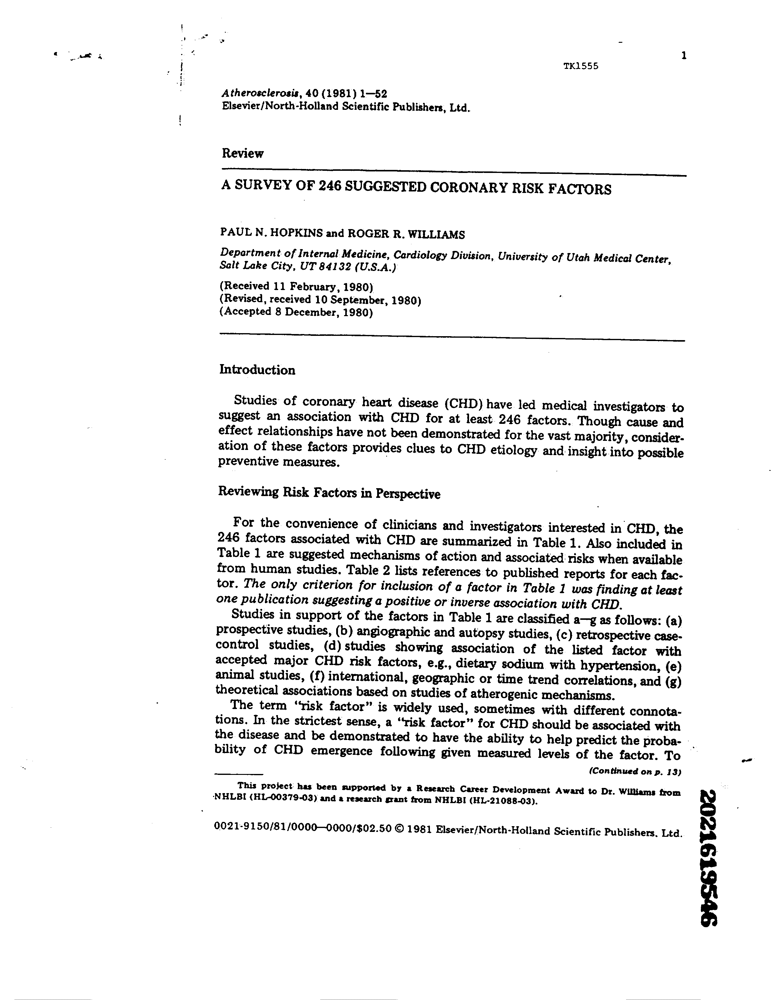 1
TK1555
Atherosclerosis, 40 (1981) 1—52
Elsevier/North-Holland Scientific Publishers, Ltd.
Review
A SURVEY OF 246 SUGGESTED CORONARY RISK FACTORS
PAUL N. HOPKINS and ROGER R. WILLIAMS
Department of Internal Medicine, Cardiology Division, University of Utah Medical Center,
Salt Lake City, UT 84132 (U.S.A.)
(Received 11 February, 1980)
(Revised, received 10 September, 1980)
(Accepted 8 December, 1980)
Introduction
Studies of coronary heart disease (CHD) have led medical investigators to
suggest an association with CHD for at least 246 factors. Though cause and
effect relationships have not been demonstrated for the vast majority, consider-
ation of these factors provides clues to CHD etiology and insight into possible
preventive measures.
Reviewing Risk Factors in Perspective
For the convenience of clinicians and investigators interested in CHD, the
246 factors associated with CHD are summarized in Table 1. Also included in
Table 1 are suggested mechanisms of action and associated risks when available
from human studies. Table 2 lists references to published reports for each fac-
tor. The only criterion for inclusion of a factor in Table 1 was finding at least
one publication suggesting a positive or inverse association with CHD.
Studies in support of the factors in Table 1 are classified a—g as follows: (a)
prospective studies, (b) angiographic and autopsy studies, (c) retrospective case-
control studies, (d) studies showing association of the listed factor with
accepted major CHD risk factors, e.g., dietary sodium with hypertension, (e)
animal studies, (f) international, geographic or time trend correlations, and (g)
theoretical associations based on studies of atherogenic mechanisms.
The term "risk factor" is widely used, sometimes with different connota-
tions. In the strictest sense, a "risk factor" for CHD should be associated with
the disease and be demonstrated to have the ability to help predict the proba-
bility of CHD emergence following given measured levels of the factor. To
(Continued on p. 13)
This project has been supported by a Research Career Development Award to Dr. Williams from
NHLBI (HL-00379-03) and a research grant from NHLBI (HL-21088-03).
0021-9150/81/0000—0000/$02.50 © 1981 Elsevier/North-Holland Scientific Publishers, Ltd.
2021619546